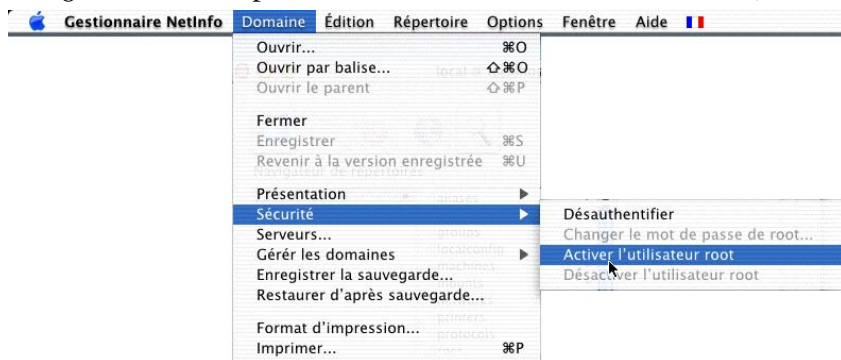 Gestionnaire NetInfo Domaine Édition Répertoire Options Fenêtre Aide
Ouvrir... ⌘O
Ouvrir par balise... ⇧⌘O
Ouvrir le parent ⇧⌘P
Fermer
Enregistrer ⌘S
Revenir à la version enregistrée ⌘U
Présentation
Sécurité
Serveurs...
Gérér les domaines
Enregistrer la sauvegarde...
Restaurer d'après sauvegarde...
Format d'impression...
Imprimer... ⌘P
Désauthentifier
Changer le mot de passe de root...
Activer l'utilisateur root
Désactiver l'utilisateur root